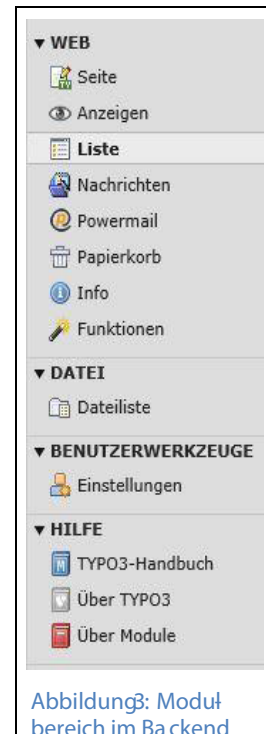 WEB
Seite
Anzeigen
Liste
Nachrichten
Powermail
Papierkorb
Info
Funktionen
DATEI
Dateiliste
BENUTZERWERKZEUGE
Einstellungen
HILFE
TYPO3-Handbuch
Über TYPO3
Über Module
Abbildung3: Modul-
bereich im Backend